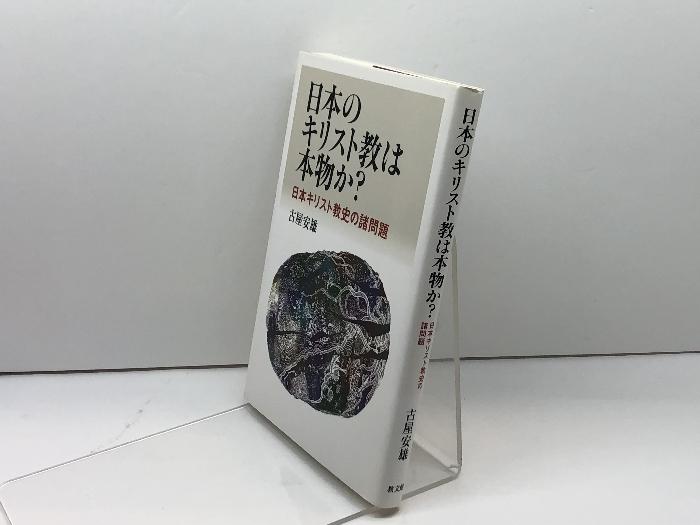 日本の
キリスト教は
本物か?
日本キリスト教史の諸問題
古屋安雄
日本のキリスト教は本物か?
日本キリスト教史の
諸問題
古屋安雄
教文館